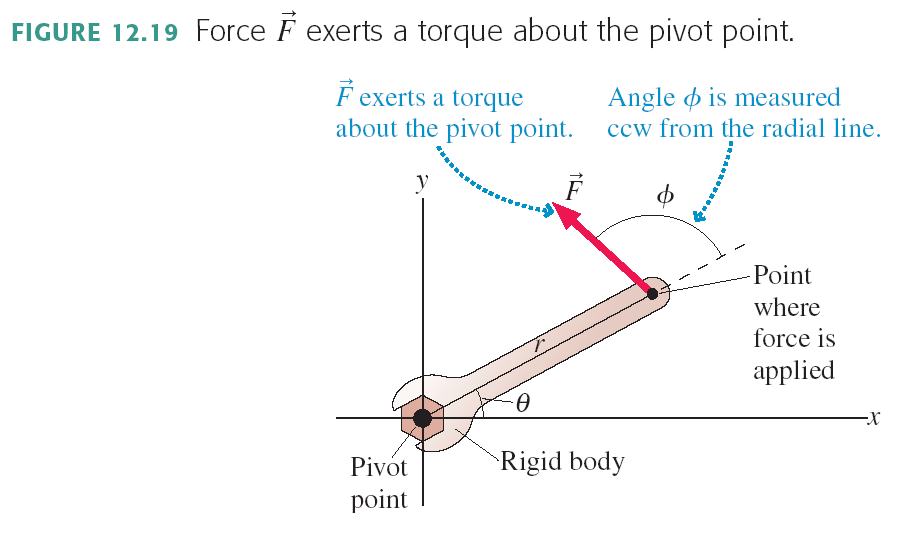 FIGURE 12.19 Force F⃗ exerts a torque about the pivot point.
F⃗ exerts a torque
about the pivot point.
Angle ϕ is measured
ccw from the radial line.
y
F⃗
ϕ
Point
where
force is
applied
r
θ
x
Pivot
point
Rigid body